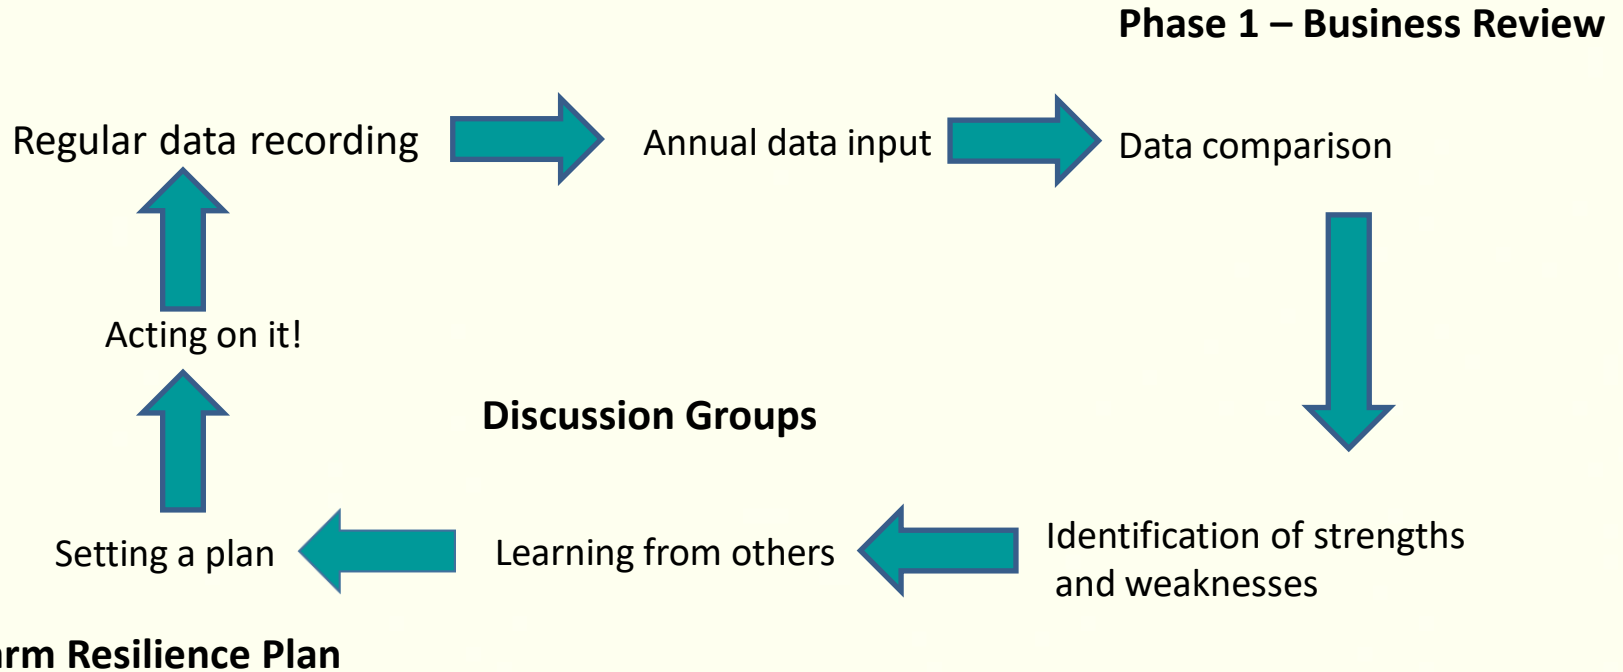 Phase 1 – Business Review
Regular data recording
Annual data input
Data comparison
Acting on it!
Discussion Groups
Setting a plan
Learning from others
Identification of strengths
and weaknesses
arm Resilience Plan